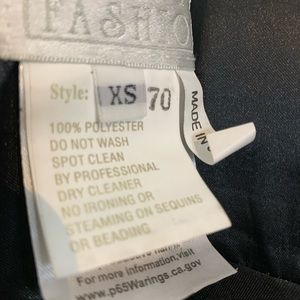 FASHIO
Style: XS 70
MADE IN
100% POLYESTER
DO NOT WASH
SPOT CLEAN
BY PROFESSIONAL
DRY CLEANER
NO IRONING OR
STEAMING ON SEQUINS
OR BEADING.
For more information, visit
www.p65Warings.ca.gov